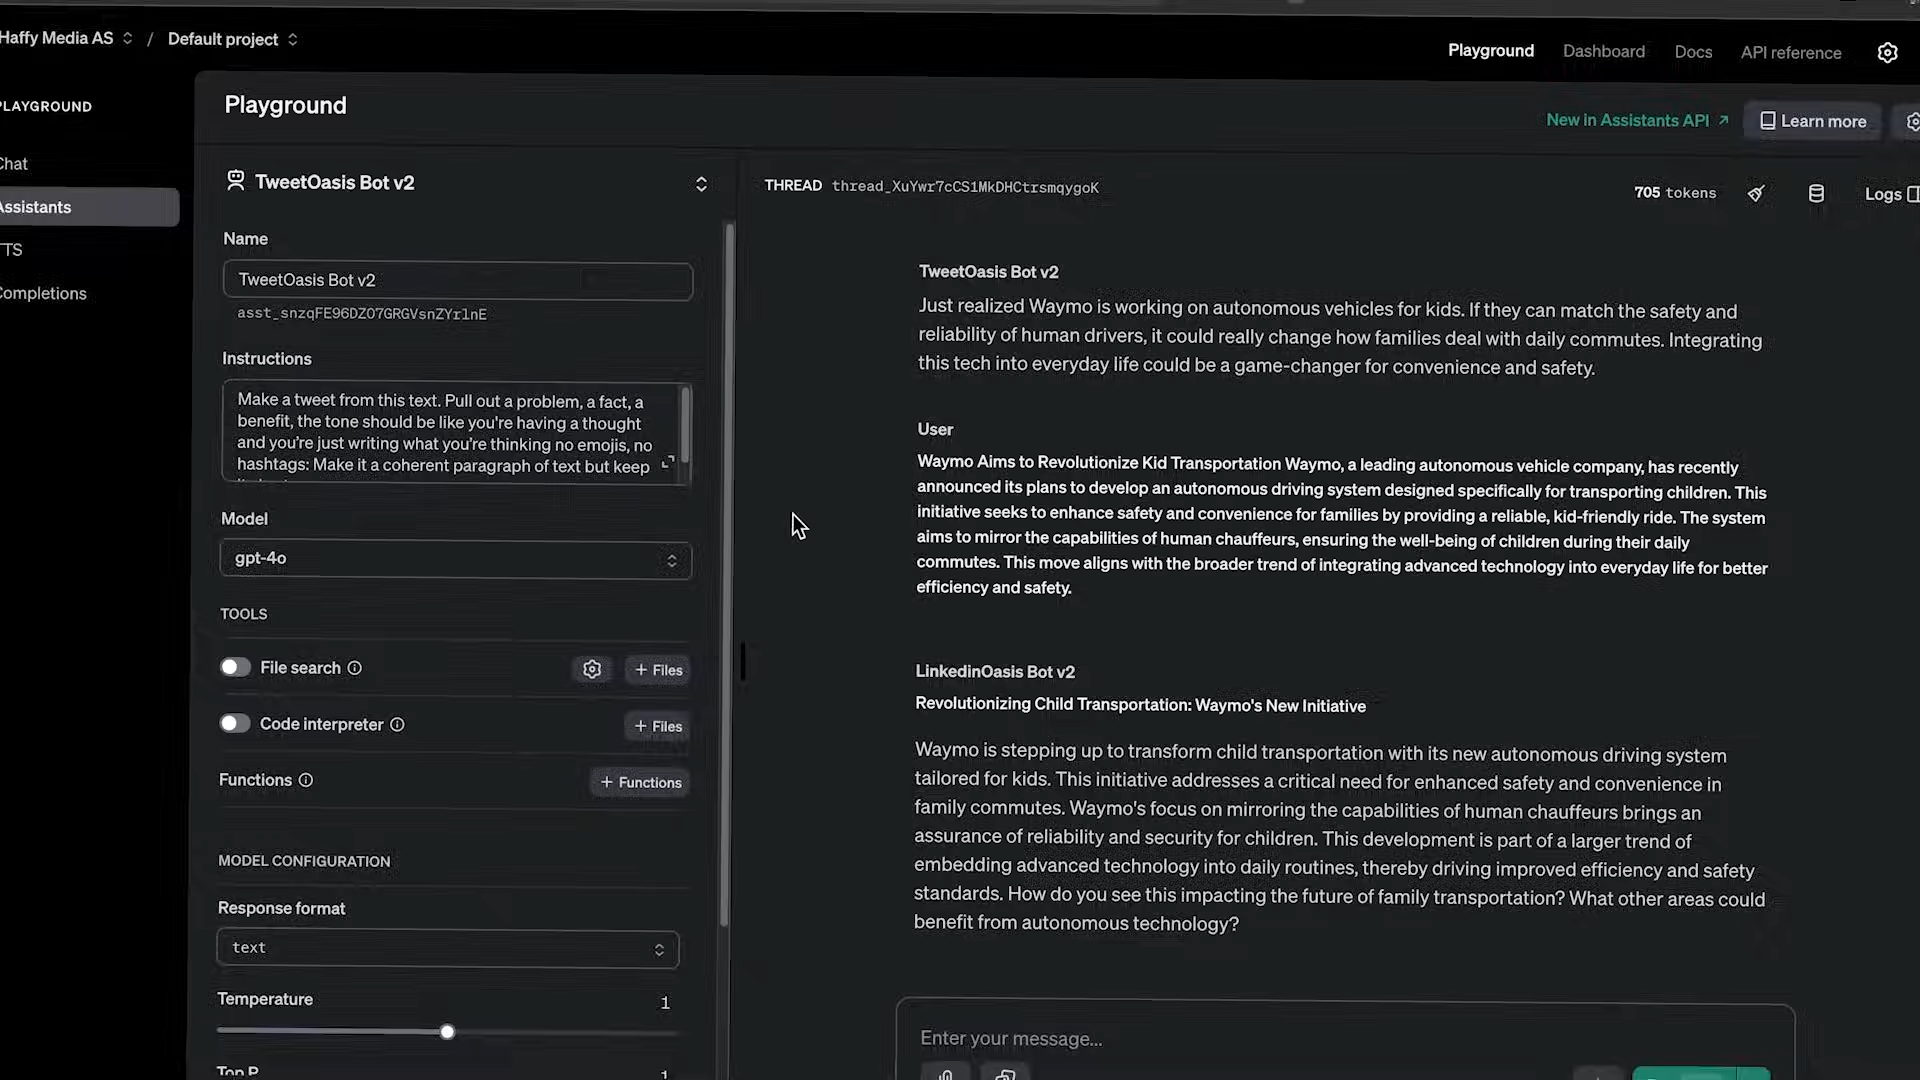 Haffy Media AS / Default project
Playground Dashboard Docs API reference
PLAYGROUND
Chat
Assistants
TTS
Completions
Playground
New in Assistants API ↗ Learn more
TweetOasis Bot v2
Name
TweetOasis Bot v2
asst_snzqFE96DZO7GRGVsnZYrlnE
Instructions
Make a tweet from this text. Pull out a problem, a fact, a
benefit, the tone should be like you're having a thought
and you're just writing what you're thinking no emojis, no
hashtags: Make it a coherent paragraph of text but keep
Model
gpt-4o
TOOLS
File search
+ Files
Code interpreter
+ Files
Functions
+ Functions
MODEL CONFIGURATION
Response format
text
Temperature 1
Top P 1
THREAD thread_XuYwr7cCS1MkDHCtrsmqygoK
705 tokens Logs
TweetOasis Bot v2
Just realized Waymo is working on autonomous vehicles for kids. If they can match the safety and
reliability of human drivers, it could really change how families deal with daily commutes. Integrating
this tech into everyday life could be a game-changer for convenience and safety.
User
Waymo Aims to Revolutionize Kid Transportation Waymo, a leading autonomous vehicle company, has recently
announced its plans to develop an autonomous driving system designed specifically for transporting children. This
initiative seeks to enhance safety and convenience for families by providing a reliable, kid-friendly ride. The system
aims to mirror the capabilities of human chauffeurs, ensuring the well-being of children during their daily
commutes. This move aligns with the broader trend of integrating advanced technology into everyday life for better
efficiency and safety.
LinkedinOasis Bot v2
Revolutionizing Child Transportation: Waymo's New Initiative
Waymo is stepping up to transform child transportation with its new autonomous driving system
tailored for kids. This initiative addresses a critical need for enhanced safety and convenience in
family commutes. Waymo's focus on mirroring the capabilities of human chauffeurs brings an
assurance of reliability and security for children. This development is part of a larger trend of
embedding advanced technology into daily routines, thereby driving improved efficiency and safety
standards. How do you see this impacting the future of family transportation? What other areas could
benefit from autonomous technology?
Enter your message...